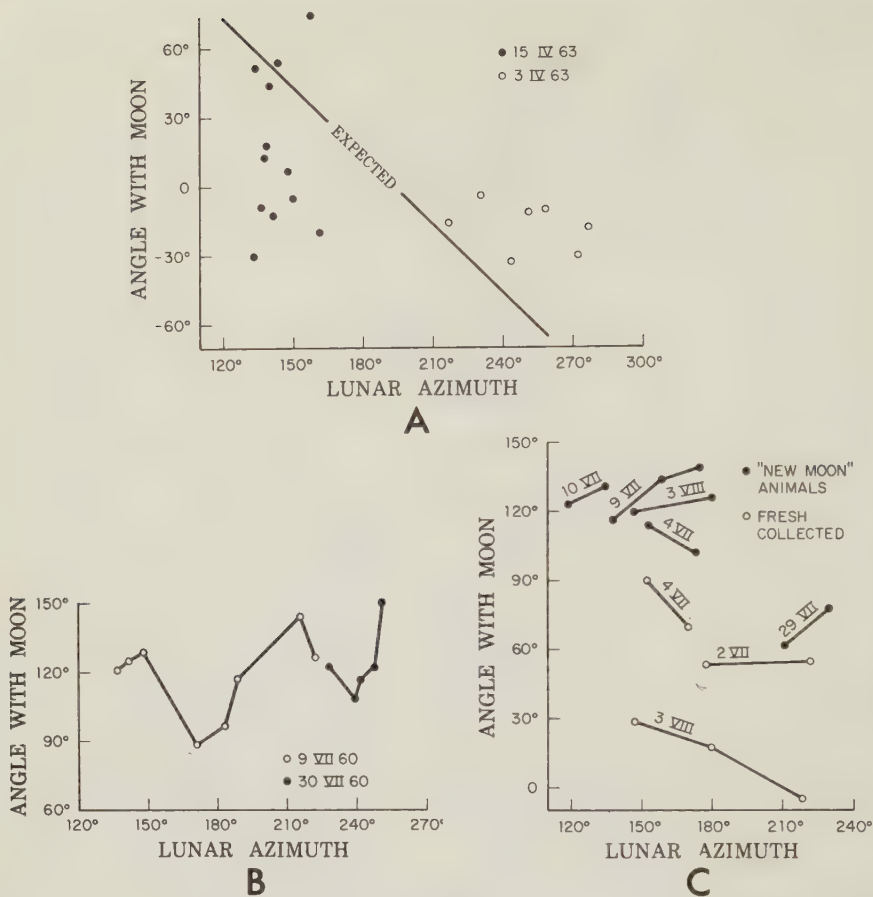 60°
30°
0
-30°
-60°
ANGLE WITH MOON
● 15 IV 63
○ 3 IV 63
EXPECTED
120° 150° 180° 210° 240° 270° 300°
LUNAR AZIMUTH
A
150°
120°
90°
60°
ANGLE WITH MOON
○ 9 VII 60
● 30 VII 60
120° 150° 180° 210° 240° 270°
LUNAR AZIMUTH
B
150°
120°
90°
60°
30°
0
ANGLE WITH MOON
● "NEW MOON"
ANIMALS
○ FRESH
COLLECTED
10 VII
9 VII
3 VIII
4 VII
4 VII
29 VII
2 VII
3 VIII
120° 150° 180° 210° 240°
LUNAR AZIMUTH
C